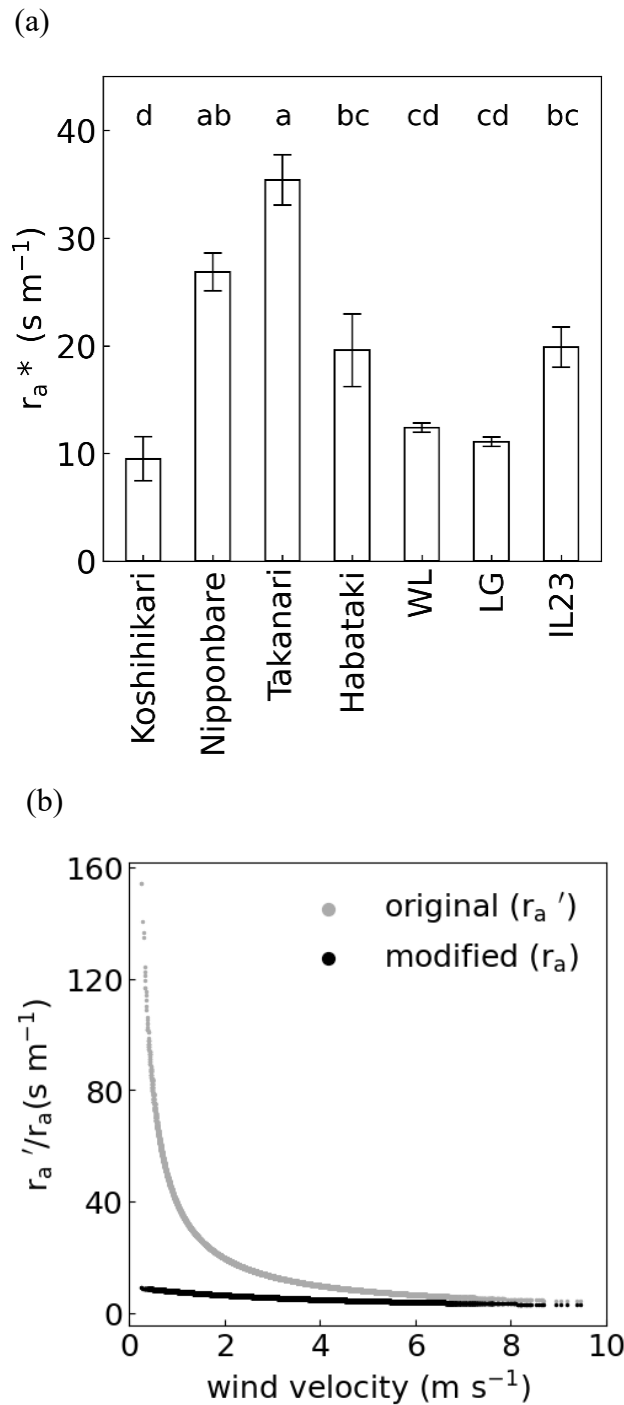 (a)
d ab a bc cd cd bc
40
30
20
10
0
rₐ* (s m⁻¹)
Koshihikari
Nipponbare
Takanari
Habataki
WL
LG
IL23
(b)
160
120
80
40
0
rₐ′/rₐ(s m⁻¹)
original (rₐ′)
modified (rₐ)
0 2 4 6 8 10
wind velocity (m s⁻¹)